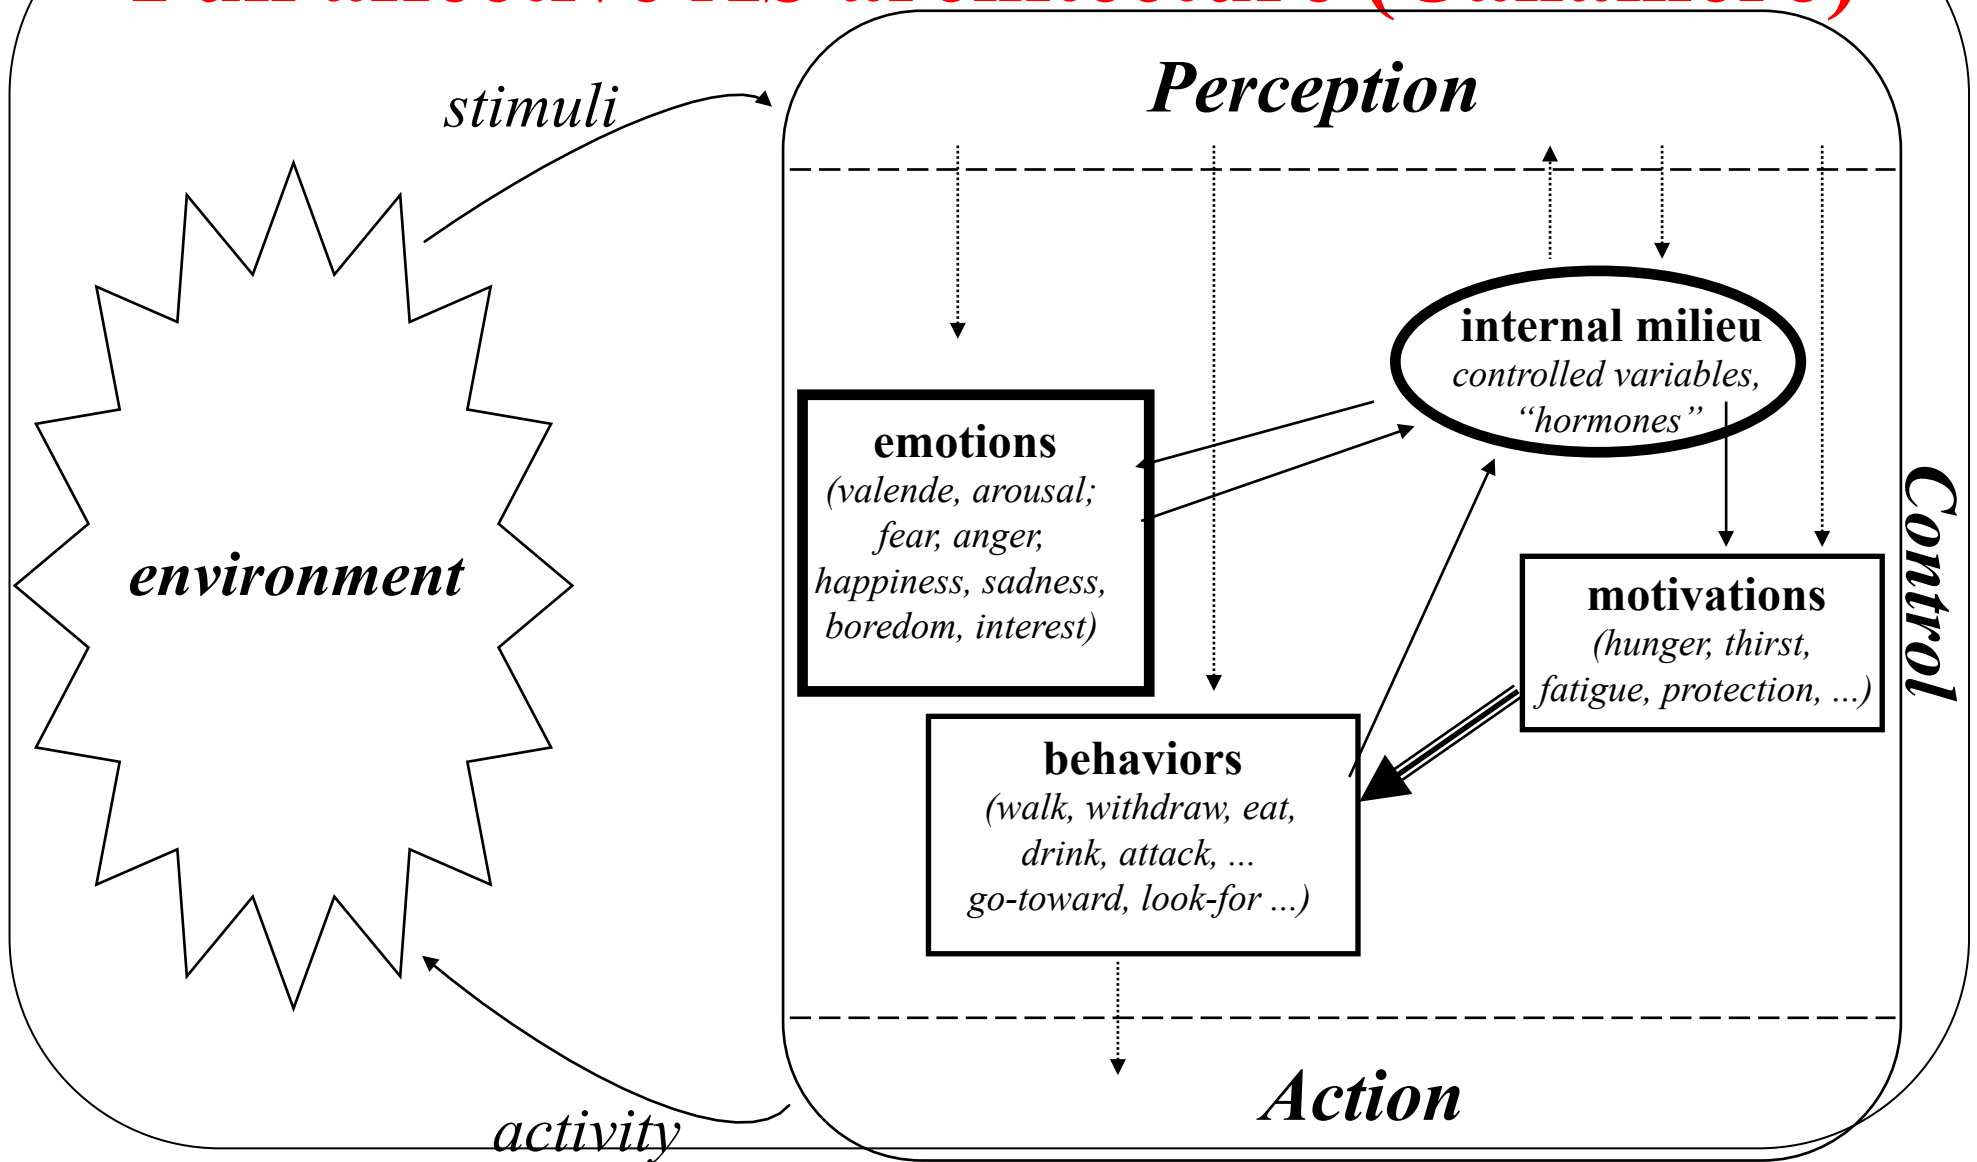 stimuli
Perception
internal milieu
controlled variables,
“hormones”
emotions
(valende, arousal;
fear, anger,
happiness, sadness,
boredom, interest)
environment
Control
motivations
(hunger, thirst,
fatigue, protection, ...)
behaviors
(walk, withdraw, eat,
drink, attack, ...
go-toward, look-for ...)
Action
activity